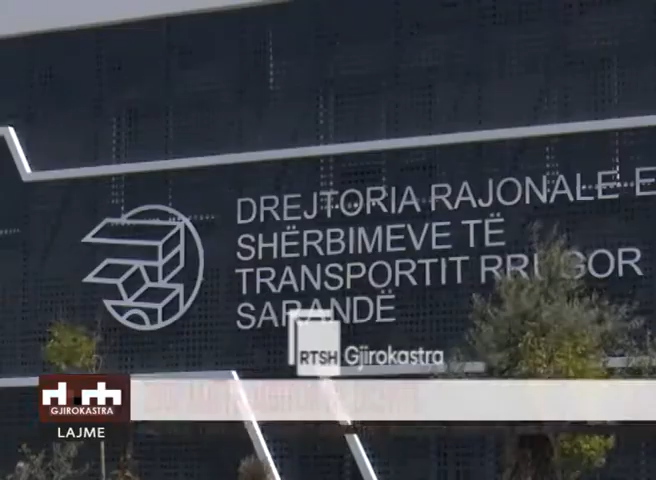 DREJTORIA RAJONALE E
SHËRBIMEVE TË
TRANSPORTIT RRUGOR
SARANDË
RTSH Gjirokastra
GJIROKASTRA
LAJME